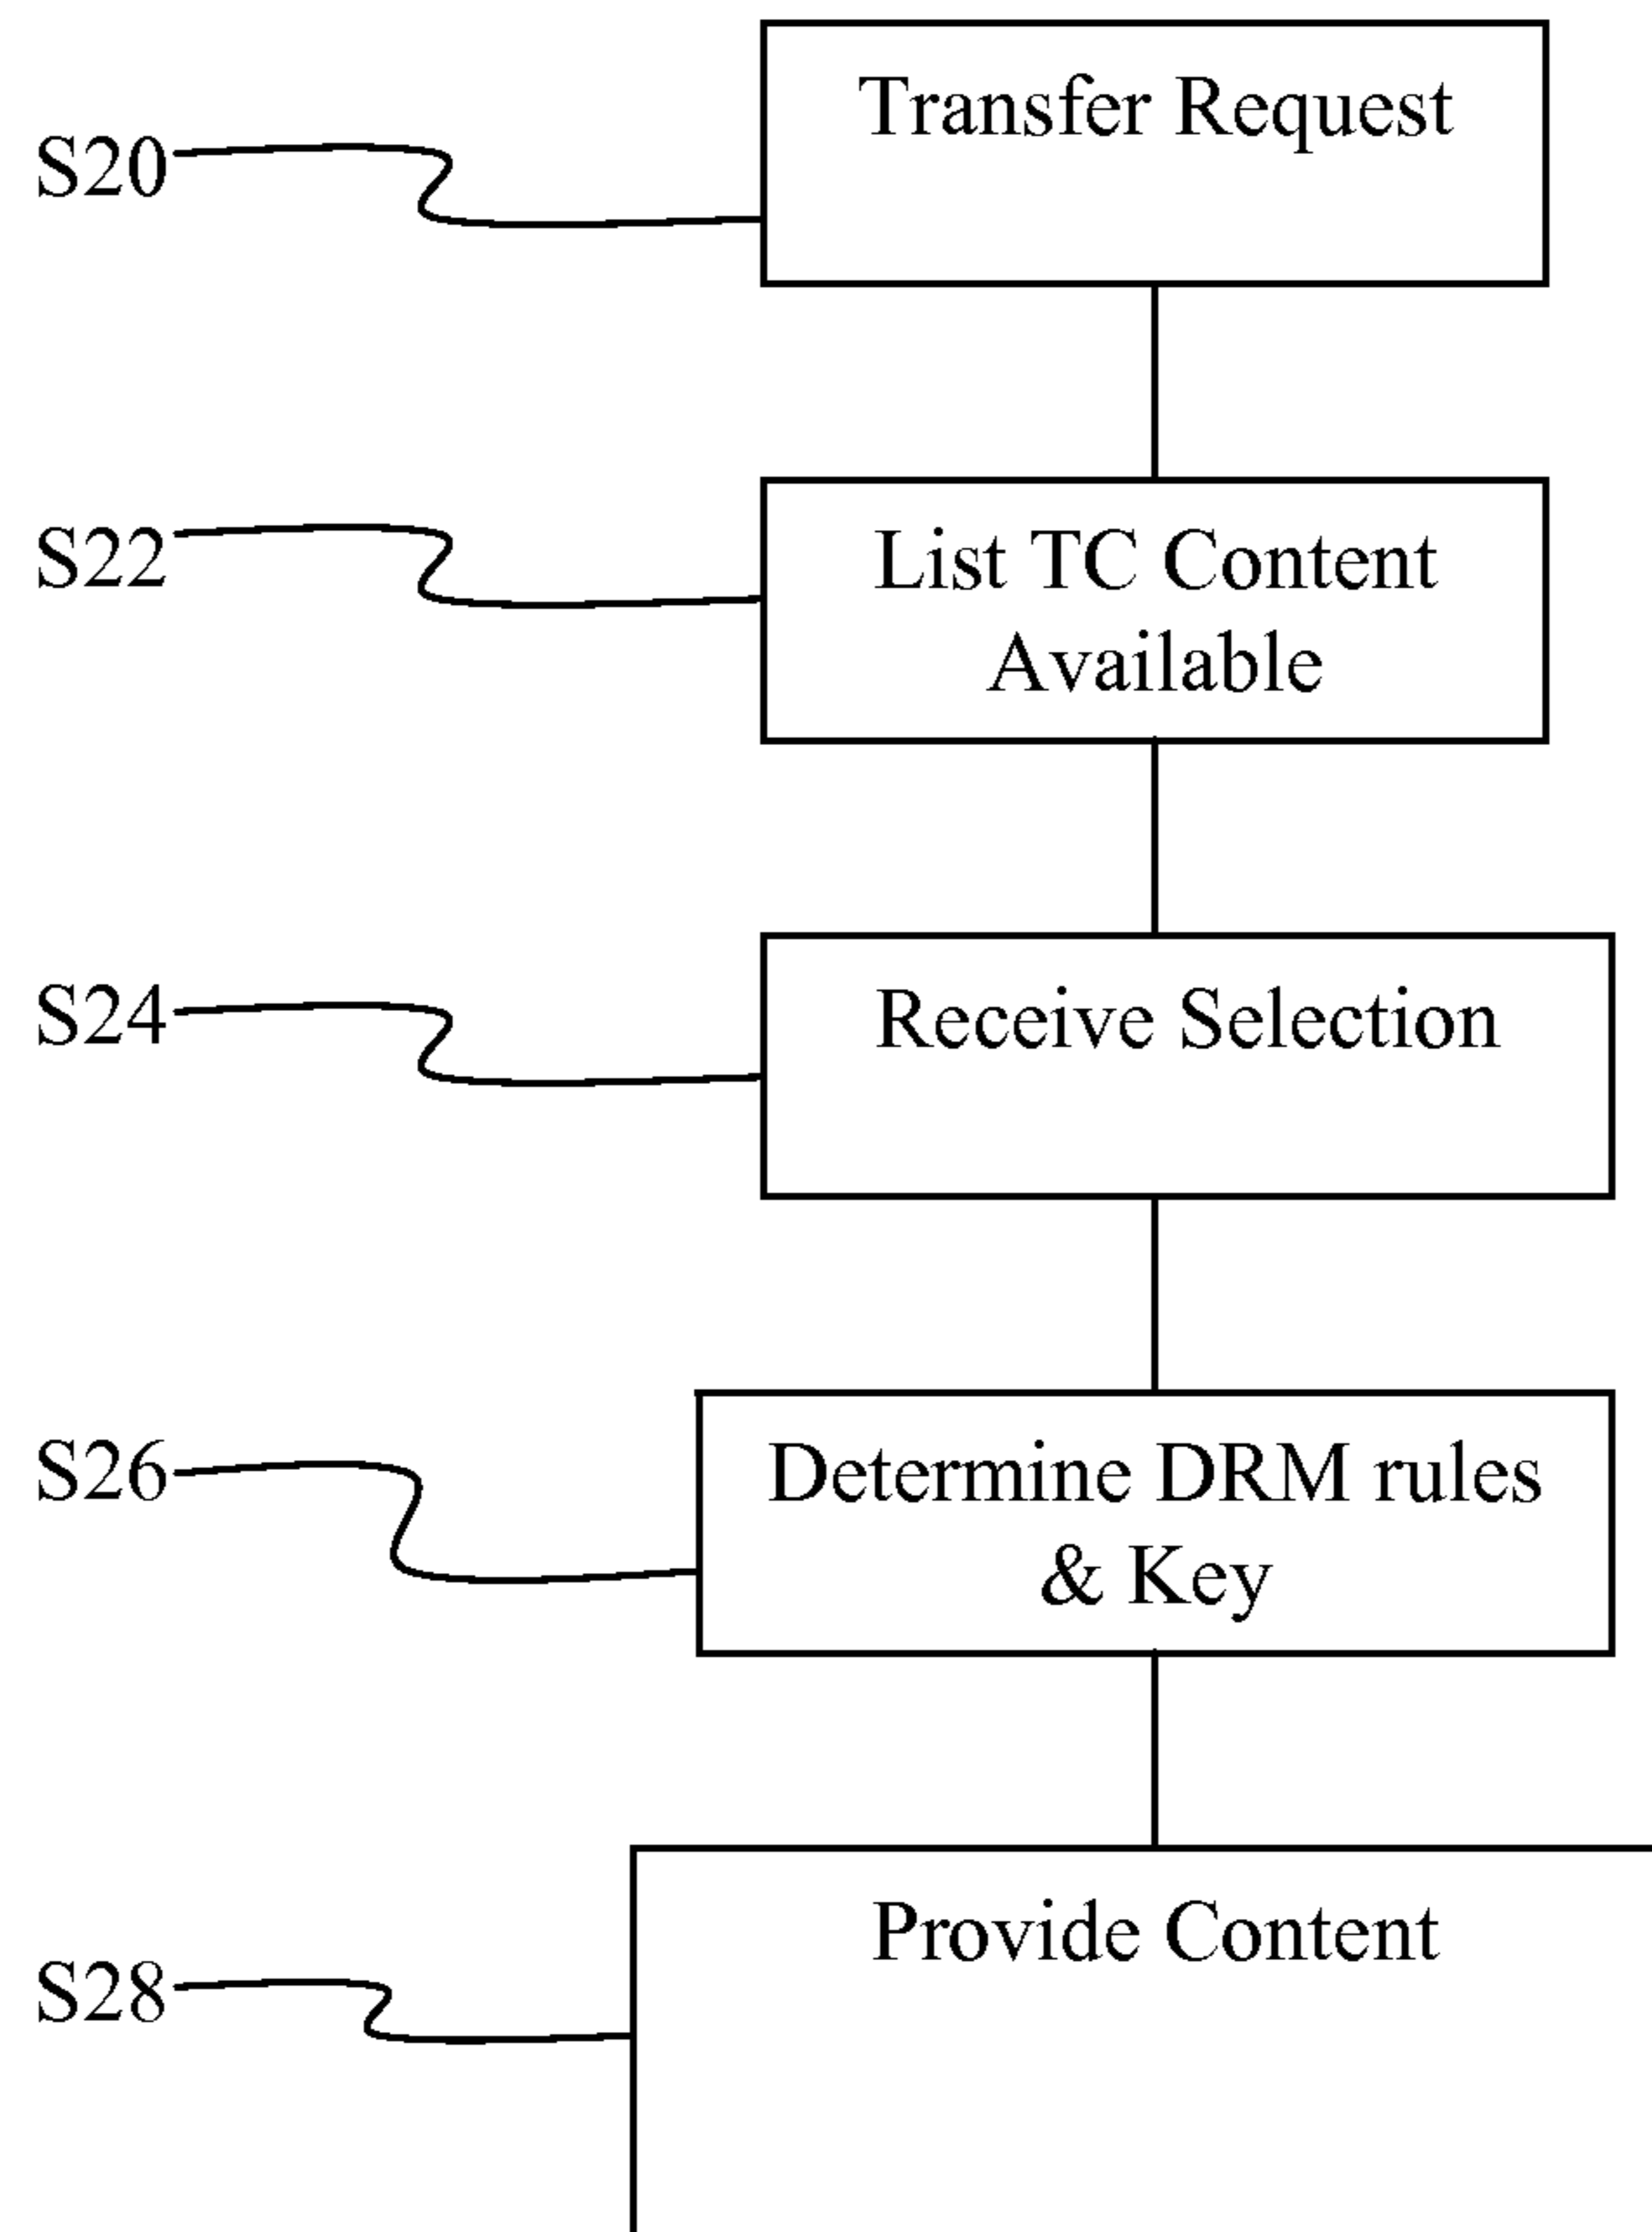 Transfer Request
S20
List TC Content
S22
Available
S24
Receive Selection
S26
Determine DRM rules
& Key
Provide Content
S28